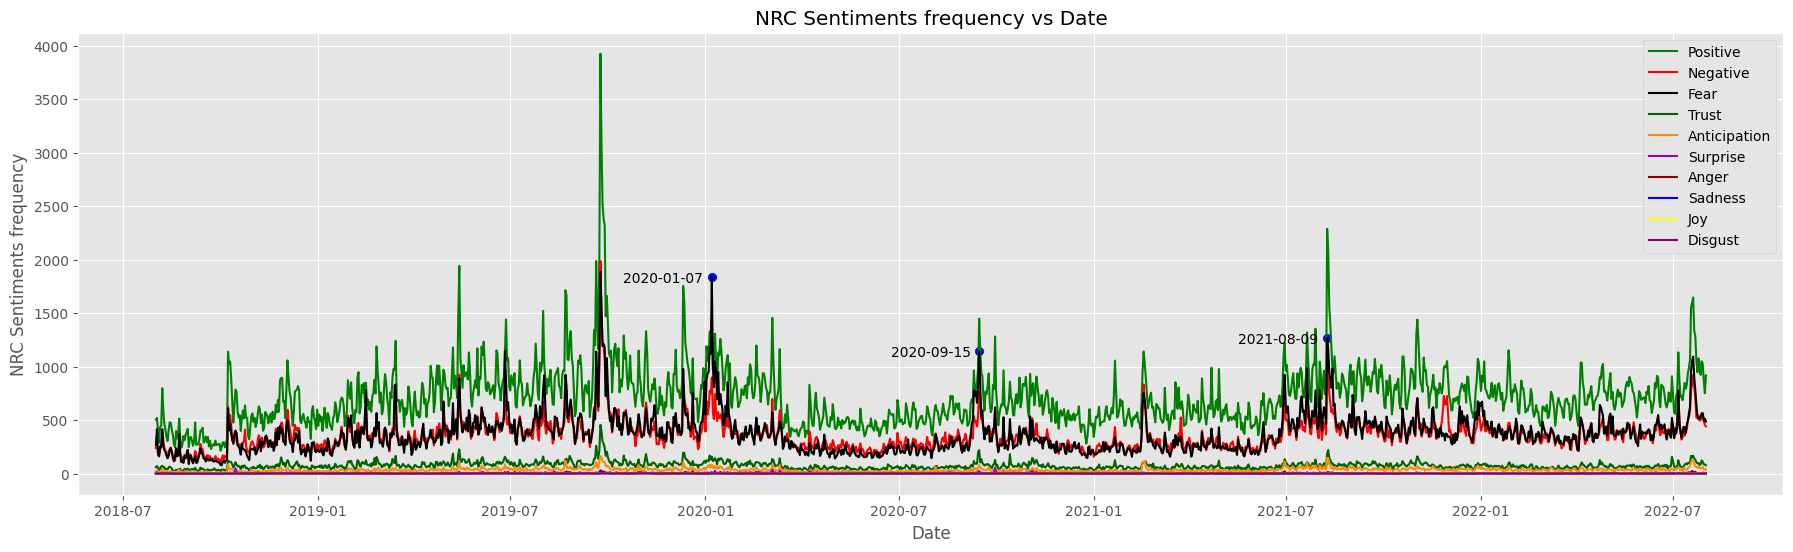 NRC Sentiments frequency vs Date
NRC Sentiments frequency
4000
3500
3000
2500
2000
1500
1000
500
0
Positive
Negative
Fear
Trust
Anticipation
Surprise
Anger
Sadness
Joy
Disgust
2020-01-07
2020-09-15
2021-08-09
2018-07
2019-01
2019-07
2020-01
2020-07
2021-01
2021-07
2022-01
2022-07
Date